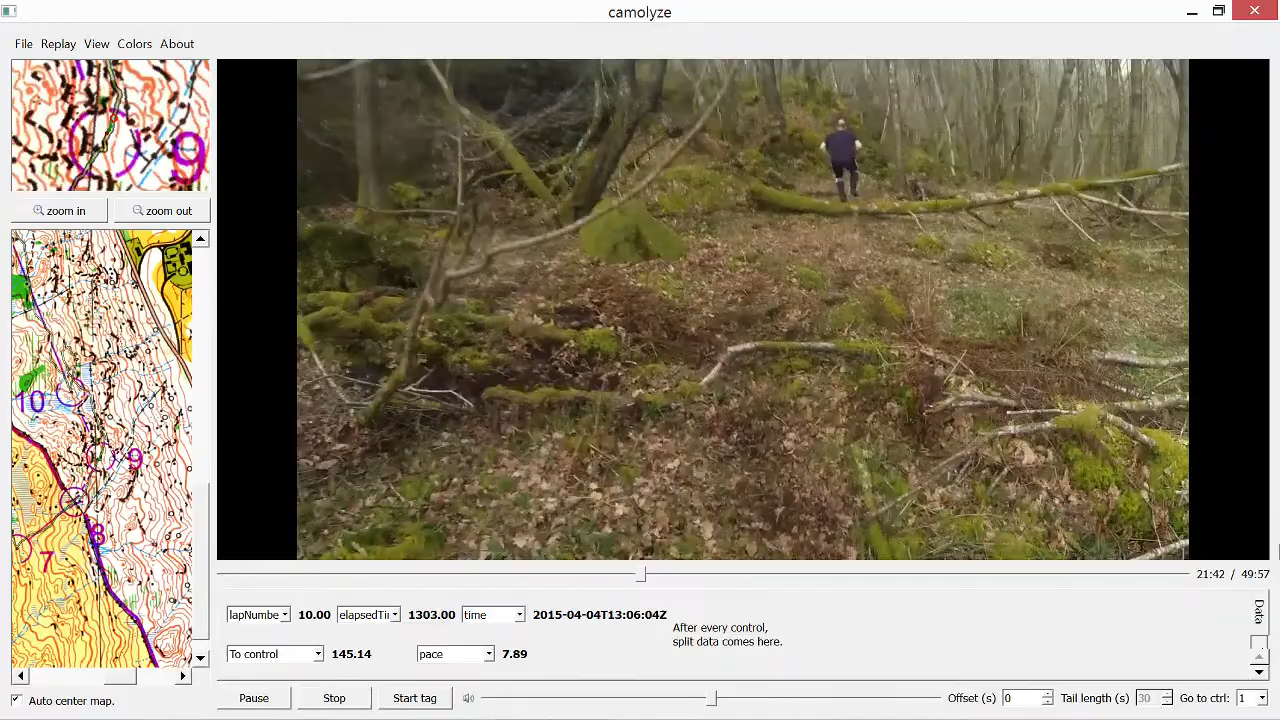 camolyze
File Replay View Colors About
9
zoom in zoom out
10
9
8
7
21:42 / 49:57
lapNumbe 10.00 elapsedTi 1303.00 time 2015-04-04T13:06:04Z
After every control,
split data comes here.
To control 145.14 pace 7.89
Data
Auto center map.
Pause Stop Start tag Offset (s) 0 Tail length (s) 30 Go to ctrl: 1